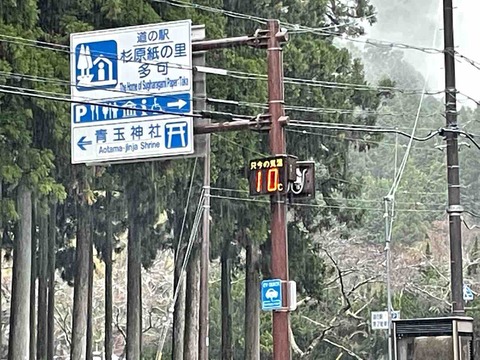 道の駅
杉原紙の里
多可
The Home of Sugiharagami Paper Taka
P
青玉神社
Aotama-jinja Shrine
只今の気温
10℃